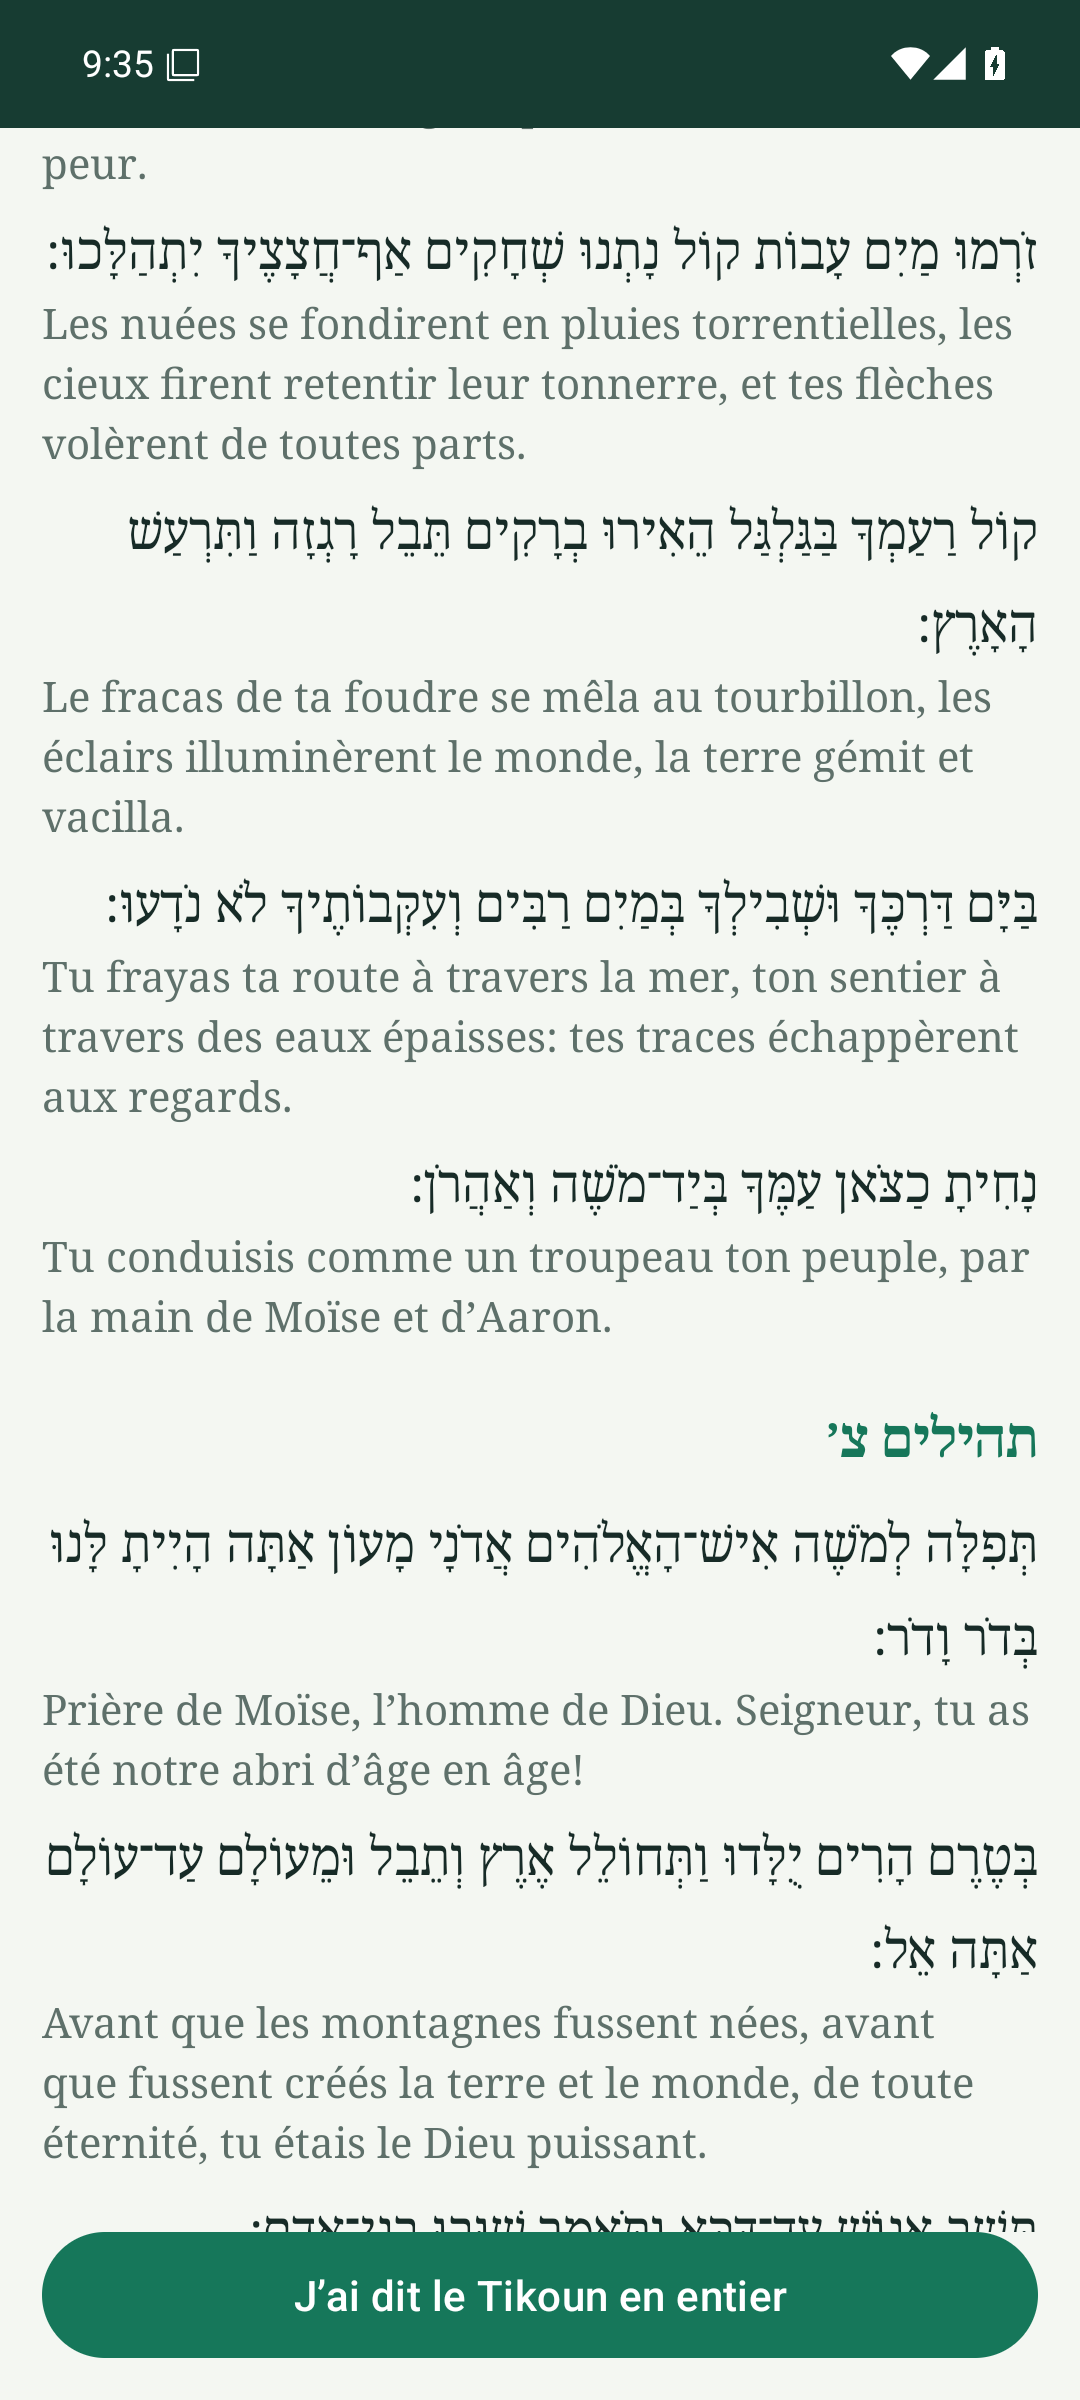 9:35
peur.
זֹרְמוּ מַיִם עָבוֹת קוֹל נָתְנוּ שְׁחָקִים אַף־חֲצָצֶיךָ יִתְהַלָּכוּ:
Les nuées se fondirent en pluies torrentielles, les
cieux firent retentir leur tonnerre, et tes flèches
volèrent de toutes parts.
קוֹל רַעַמְךָ בַּגַּלְגַּל הֵאִירוּ בְרָקִים תֵּבֵל רָגְזָה וַתִּרְעַשׁ
הָאָרֶץ:
Le fracas de ta foudre se mêla au tourbillon, les
éclairs illuminèrent le monde, la terre gémit et
vacilla.
בַּיָּם דַּרְכֶּךָ וּשְׁבִילְךָ בְּמַיִם רַבִּים וְעִקְּבוֹתֶיךָ לֹא נֹדָעוּ:
Tu frayas ta route à travers la mer, ton sentier à
travers des eaux épaisses: tes traces échappèrent
aux regards.
נָחִיתָ כַצֹּאן עַמֶּךָ בְּיַד־מֹשֶׁה וְאַהֲרֹן:
Tu conduisis comme un troupeau ton peuple, par
la main de Moïse et d’Aaron.
תהילים צ’
תְּפִלָּה לְמֹשֶׁה אִישׁ־הָאֱלֹהִים אֲדֹנָי מָעוֹן אַתָּה הָיִיתָ לָּנוּ
בְּדֹר וָדֹר:
Prière de Moïse, l’homme de Dieu. Seigneur, tu as
été notre abri d’âge en âge!
בְּטֶרֶם הָרִים יֻלָּדוּ וַתְּחוֹלֵל אֶרֶץ וְתֵבֵל וּמֵעוֹלָם עַד־עוֹלָם
אַתָּה אֵל:
Avant que les montagnes fussent nées, avant
que fussent créés la terre et le monde, de toute
éternité, tu étais le Dieu puissant.
J’ai dit le Tikoun en entier